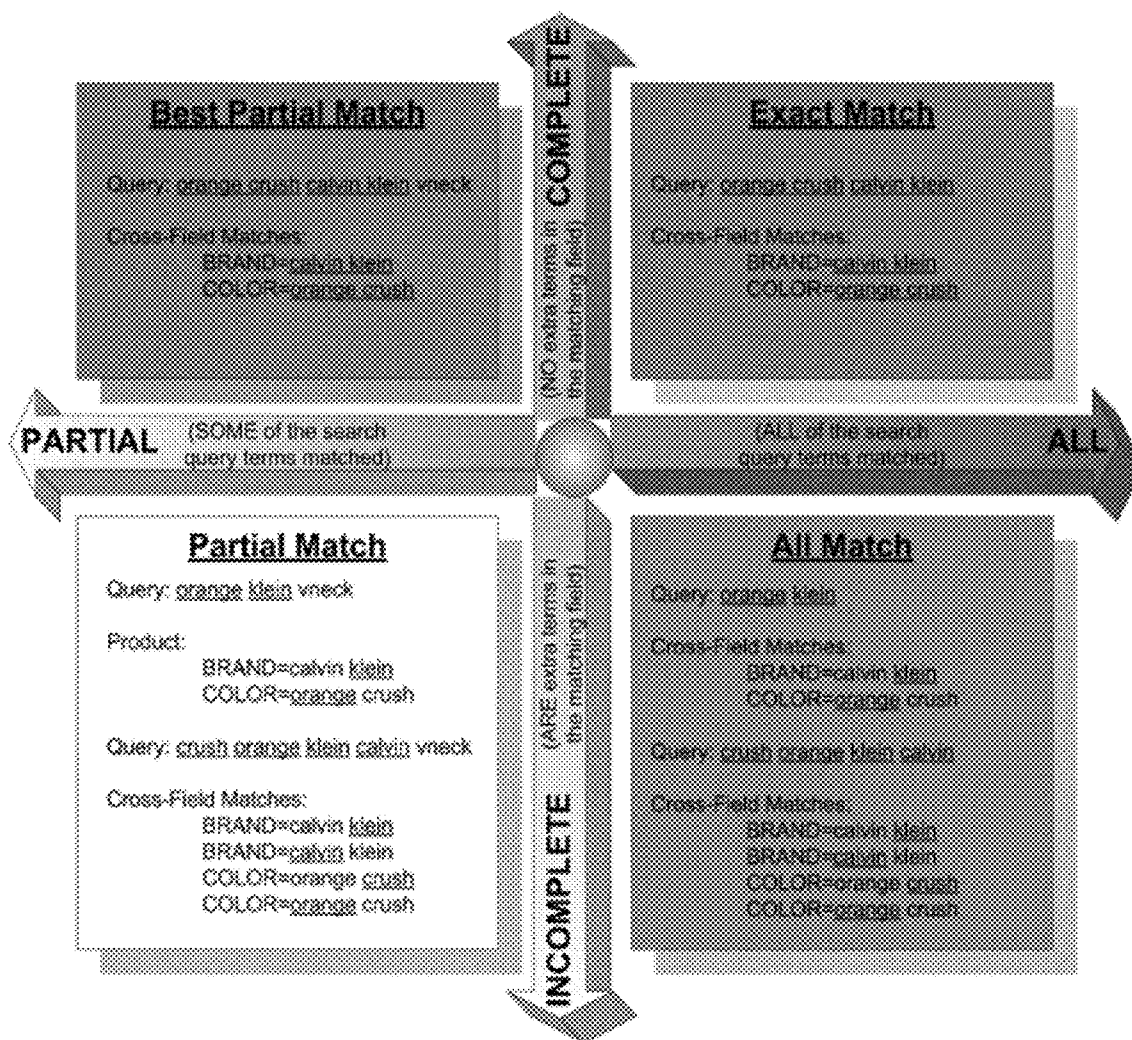 COMPLETE
(NO extra terms in
the matching field)
Best Partial Match
Query: orange crush calvin klein vneck
Cross-Field Matches:
BRAND=calvin klein
COLOR=orange crush
Exact Match
Query: orange crush calvin klein
Cross-Field Matches:
BRAND=calvin klein
COLOR=orange crush
PARTIAL
(SOME of the search
query terms matched)
(ALL of the search
query terms matched)
ALL
Partial Match
Query: orange klein vneck
Product:
BRAND=calvin klein
COLOR=orange crush
Query: crush orange klein calvin vneck
Cross-Field Matches:
BRAND=calvin klein
BRAND=calvin klein
COLOR=orange crush
COLOR=orange crush
INCOMPLETE
(ARE extra terms in
the matching field)
All Match
Query: orange klein
Cross-Field Matches:
BRAND=calvin klein
COLOR=orange crush
Query: crush orange klein calvin
Cross-Field Matches:
BRAND=calvin klein
BRAND=calvin klein
COLOR=orange crush
COLOR=orange crush